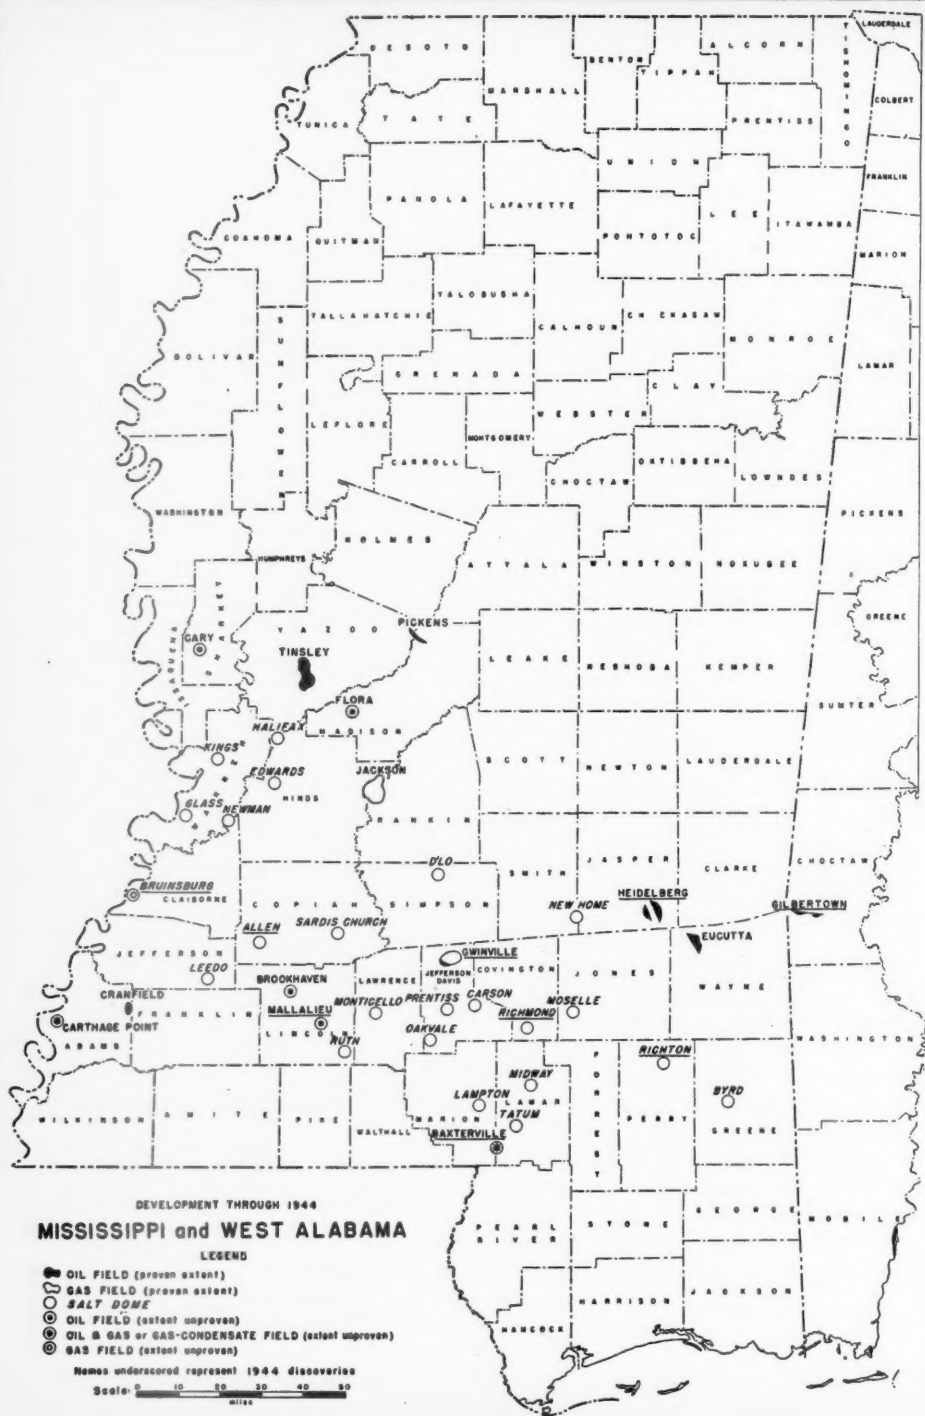 LAUDERDALE
DESOTO
BENTON
ALCORN
TISHOMINGO
TIPPAH
MARSHALL
COLBERT
TUNICA
TATE
PRENTISS
UNION
FRANKLIN
PANOLA
LAFAYETTE
LEE
ITAWAMBA
COAHOMA
QUITMAN
PONTOTOC
MARION
YALOBUSHA
TALLAHATCHIE
CALHOUN
CHICKASAW
SUNFLOWER
MONROE
BOLIVAR
LAMAR
GRENADA
CLAY
WEBSTER
LEFLORE
MONTGOMERY
CARROLL
OKTIBBEHA
CHOCTAW
LOWNDES
WASHINGTON
PICKENS
HOLMES
HUMPHREYS
ATTALA
WINSTON
NOXUBEE
SHARKEY
GREENE
YAZOO
PICKENS
CARY
ISSAQUENA
TINSLEY
LEAKE
NESHOBA
KEMPER
FLORA
SUMTER
HALIFAX
MADISON
KINGS
WARREN
SCOTT
NEWTON
LAUDERDALE
EDWARDS
JACKSON
HINDS
GLASS
NEWMAN
RANKIN
D'LO
SMITH
JASPER
CLARKE
CHOCTAW
BRUINSBURG
CLAIBORNE
HEIDELBERG
COPIAH
SIMPSON
NEW HOME
GILBERTOWN
ALLEN
SARDIS CHURCH
EUCUTTA
JEFFERSON
GWINVILLE
LEEDO
BROOKHAVEN
LAWRENCE
JEFFERSON
DAVIS
COVINGTON
JONES
WAYNE
CRANFIELD
FRANKLIN
MALLALIEU
MONTICELLO
PRENTISS
CARSON
MOSELLE
CARTHAGE POINT
RICHMOND
LINCOLN
OAKVALE
WASHINGTON
ADAMS
RUTH
FORREST
RICHTON
MIDWAY
LAMPTON
LAMAR
BYRD
WILKINSON
AMITE
PIKE
MARION
TATUM
PERRY
WALTHALL
BAXTERVILLE
GREENE
PEARL
RIVER
STONE
GEORGE
MOBILE
HARRISON
JACKSON
HANCOCK
DEVELOPMENT THROUGH 1944
MISSISSIPPI and WEST ALABAMA
LEGEND
OIL FIELD (proven extent)
GAS FIELD (proven extent)
SALT DOME
OIL FIELD (extent unproven)
OIL & GAS or GAS-CONDENSATE FIELD (extent unproven)
GAS FIELD (extent unproven)
Names underscored represent 1944 discoveries
Scale: 0 10 20 30 40 50
miles